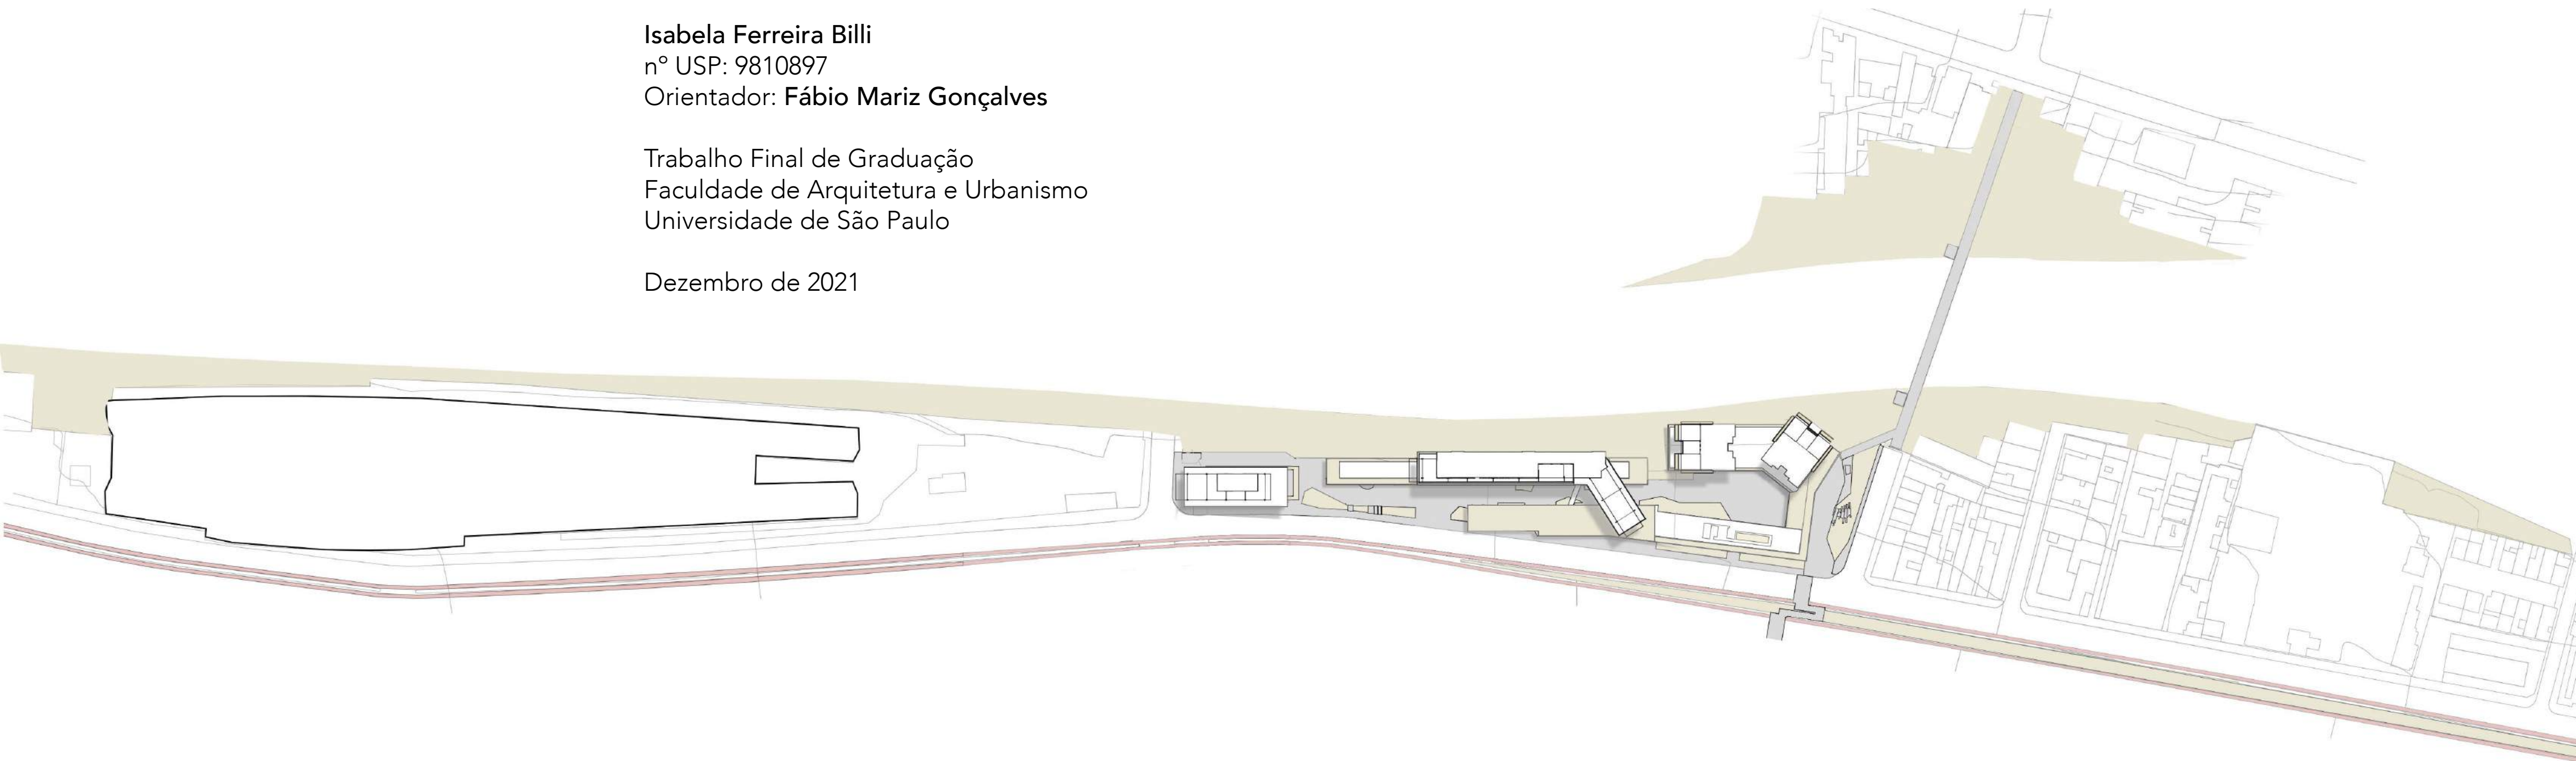 Isabela Ferreira Billi
nº USP: 9810897
Orientador: Fábio Mariz Gonçalves
Trabalho Final de Graduação
Faculdade de Arquitetura e Urbanismo
Universidade de São Paulo
Dezembro de 2021